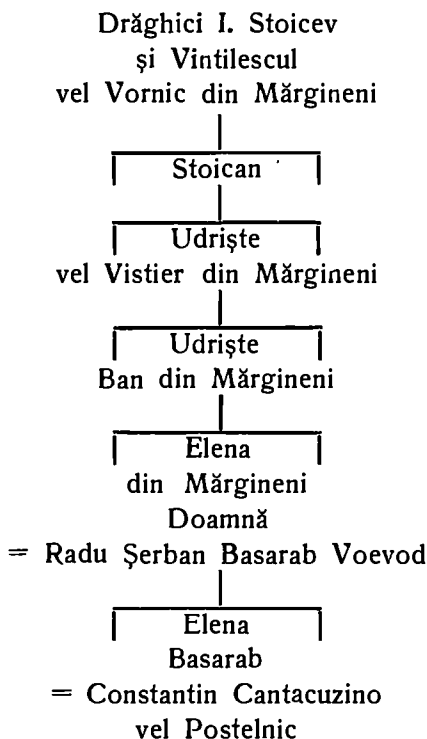 Drăghici I. Stoicev
și Vintilescul
vel Vornic din Mărgineni
Stoican
Udriște
vel Vistier din Mărgineni
Udriște
Ban din Mărgineni
Elena
din Mărgineni
Doamnă
= Radu Șerban Basarab Voevod
Elena
Basarab
= Constantin Cantacuzino
vel Postelnic